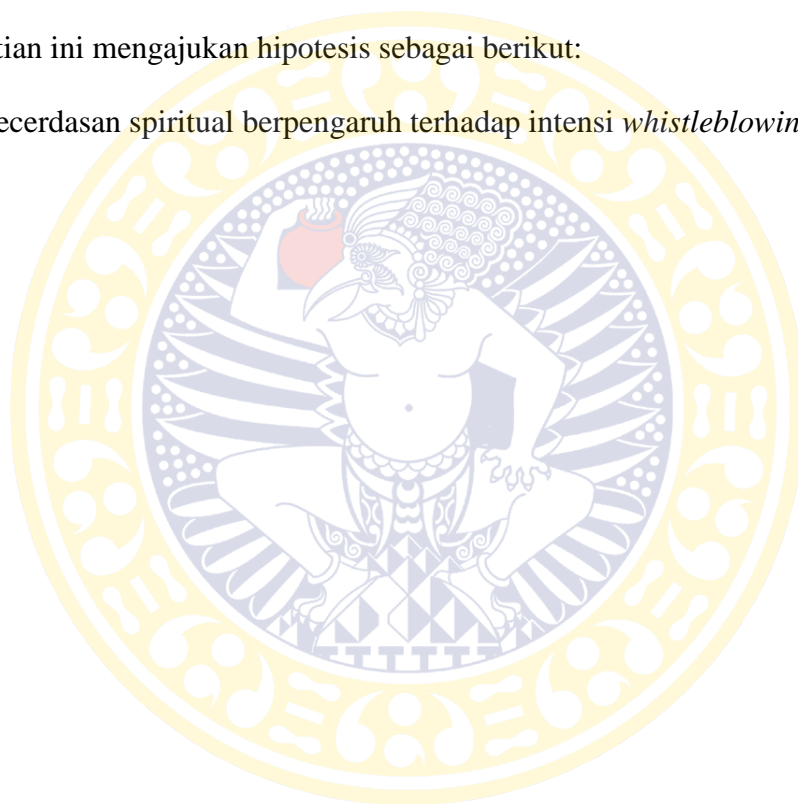 tian ini mengajukan hipotesis sebagai berikut:
ecerdasan spiritual berpengaruh terhadap intensi whistleblowin